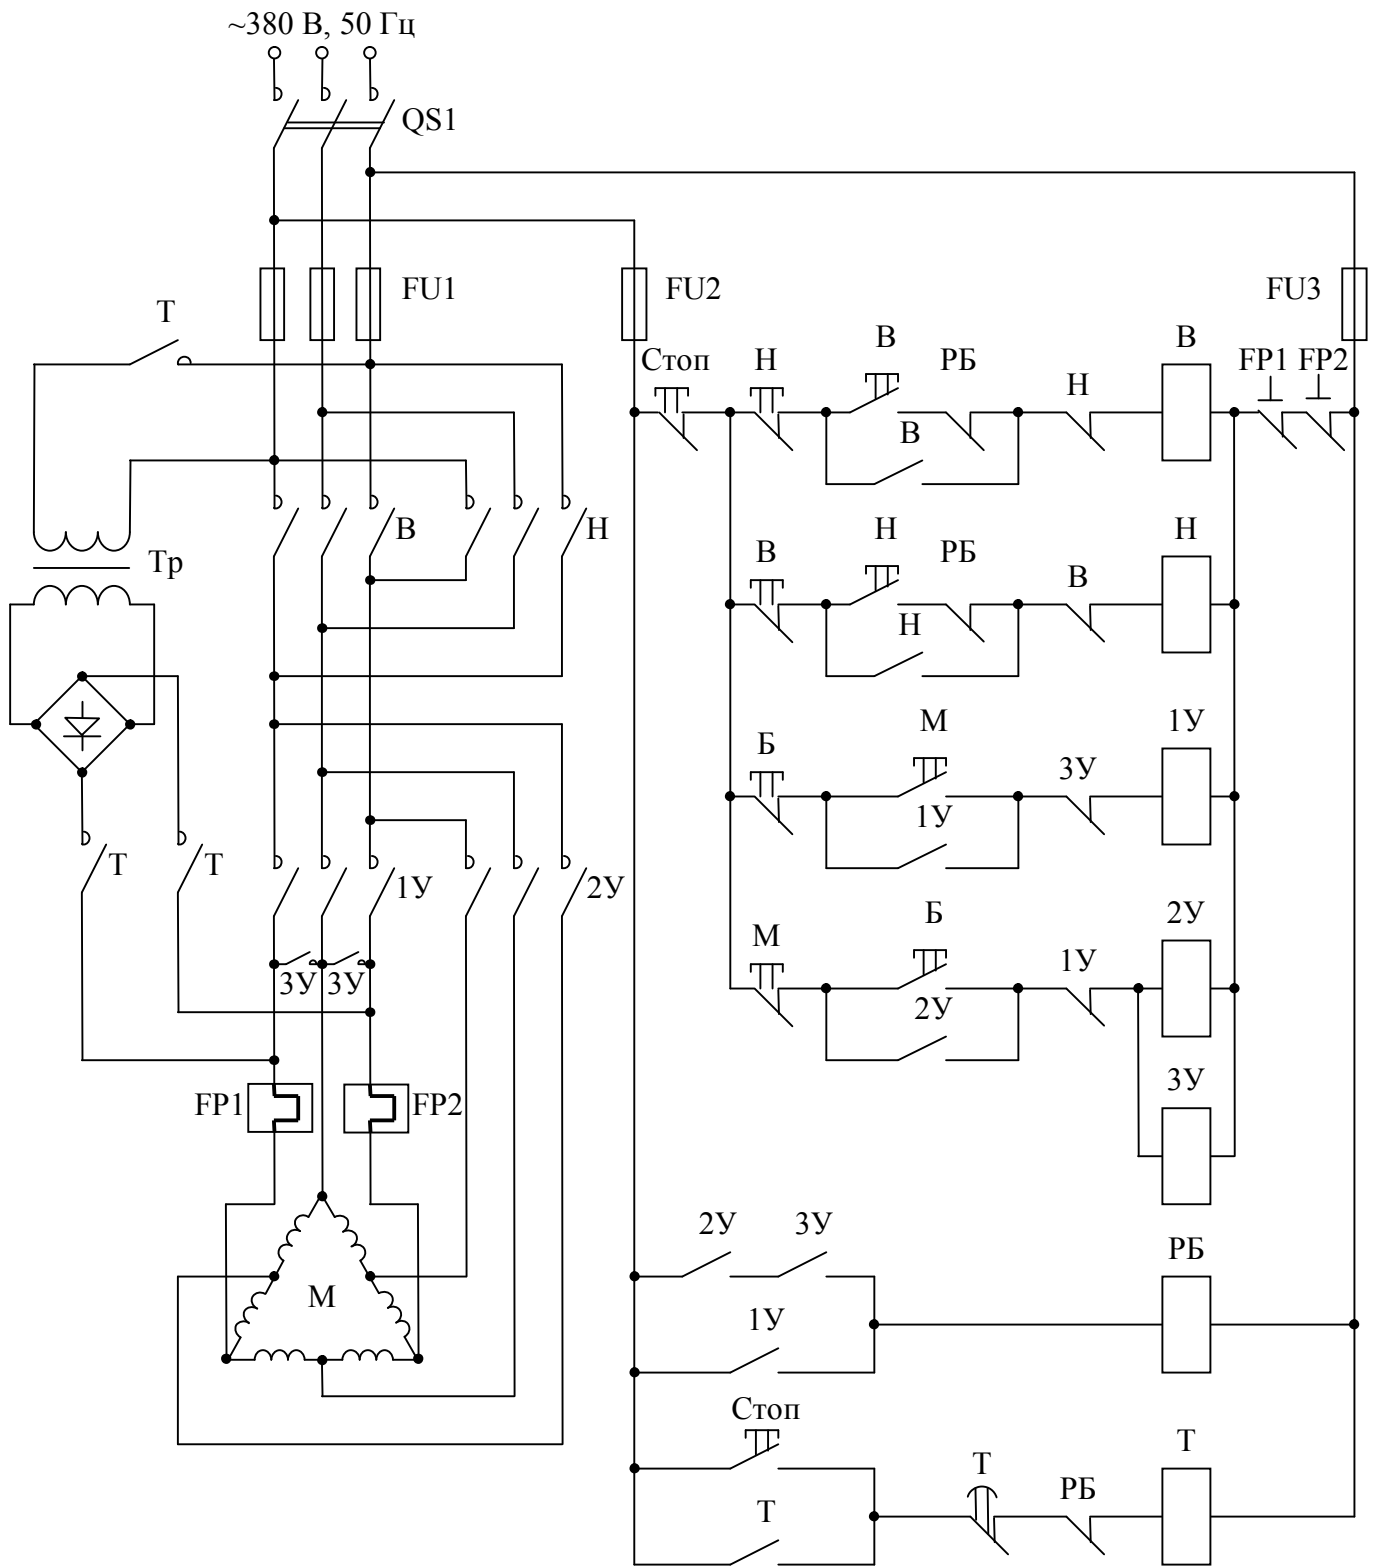 ~380 В, 50 Гц
QS1
FU1
FU2
FU3
Т
В
В
Стоп
Н
РБ
Н
FP1
FP2
В
В
Н
Н
Н
Тр
В
РБ
В
Н
М
1У
Б
3У
1У
Т
Т
1У
2У
Б
2У
М
1У
2У
3У
3У
3У
FP1
FP2
2У
3У
РБ
М
1У
Стоп
Т
Т
РБ
Т